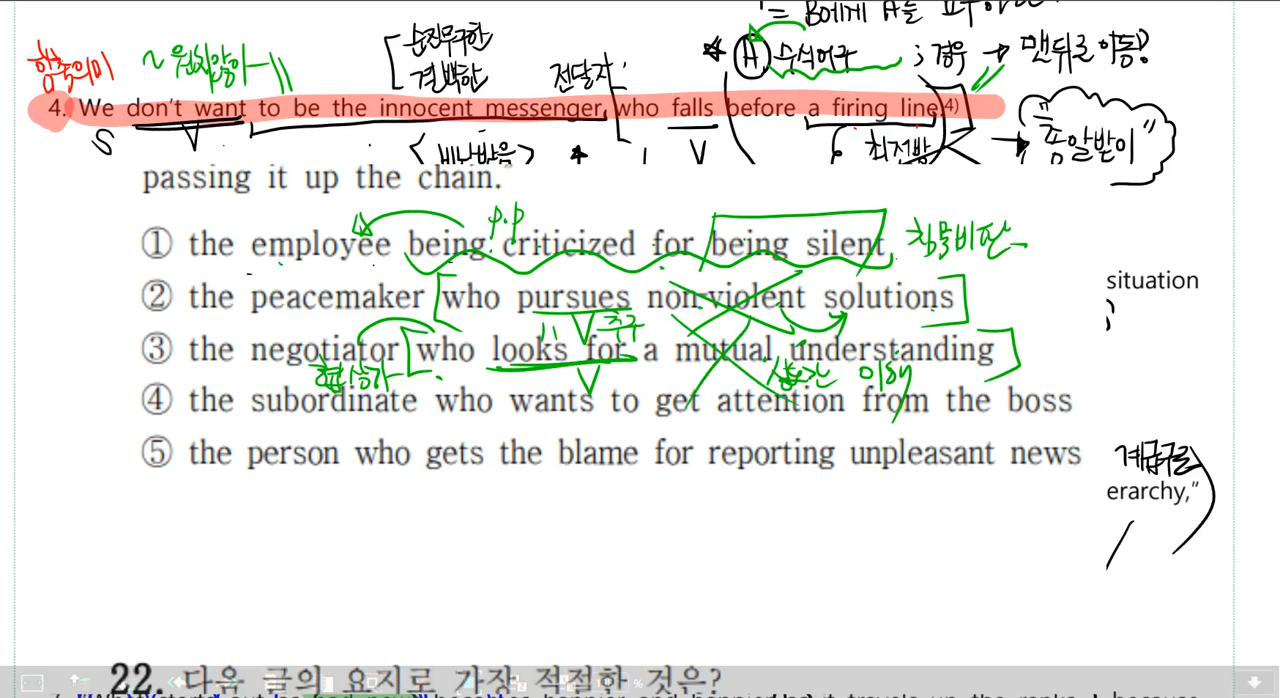 = B에게 A를 요구
순진무구한
★ Ⓐ 수식어구 ; 경우 → 맨뒤로 이동!
함축의미 ~ 원치않아 결백한 전달자
4. We don't want to be the innocent messenger, who falls before a firing line.4)
S V <비난받음> ★ V 최전방 → "총알받이"
passing it up the chain.
p.p
① the employee being criticized for being silent 침묵비판
situation
② the peacemaker who pursues non-violent solutions
V 추구
③ the negotiator who looks for a mutual understanding
협상가 V 상호간 이해
④ the subordinate who wants to get attention from the boss
⑤ the person who gets the blame for reporting unpleasant news
erarchy,"
22. 다음 글의 요지로 가장 적절한 것은?